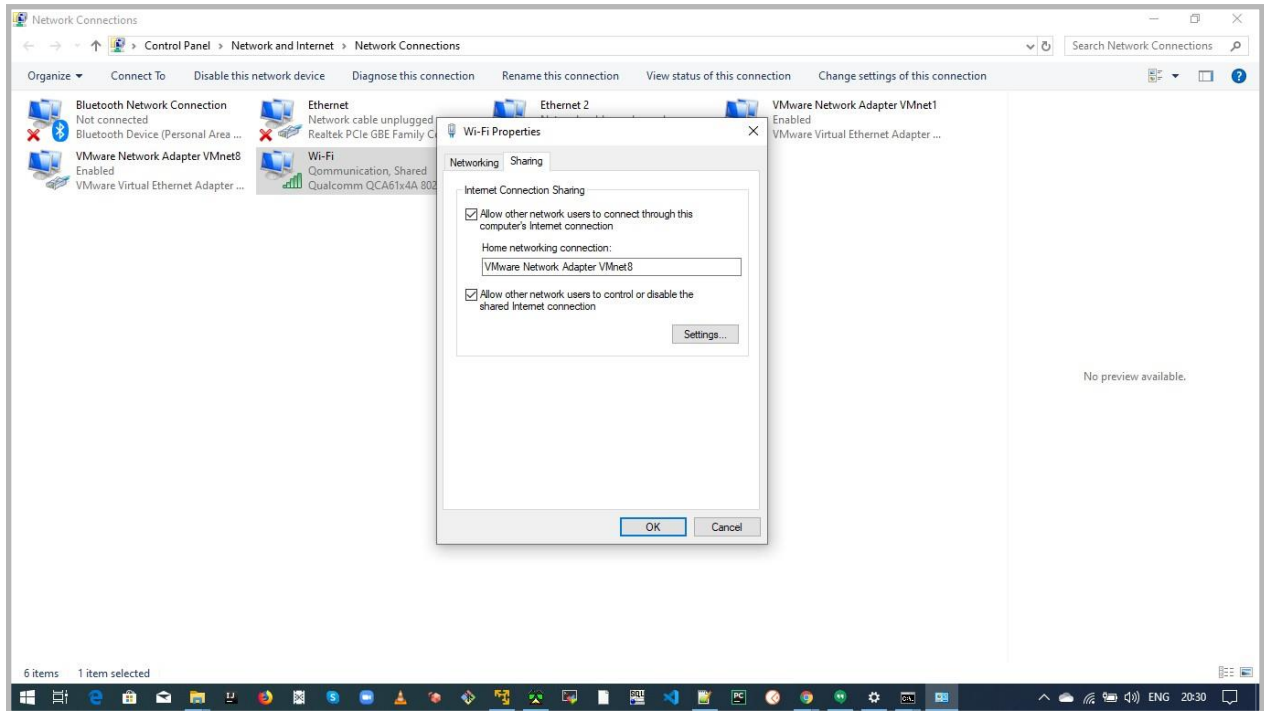 Network Connections
Control Panel > Network and Internet > Network Connections
Search Network Connections
Organize
Connect To
Disable this network device
Diagnose this connection
Rename this connection
View status of this connection
Change settings of this connection
Bluetooth Network Connection
Not connected
Bluetooth Device (Personal Area ...
Ethernet
Network cable unplugged
Realtek PCIe GBE Family
Ethernet 2
VMware Network Adapter VMnet1
Enabled
VMware Virtual Ethernet Adapter ...
VMware Network Adapter VMnet8
Enabled
VMware Virtual Ethernet Adapter ...
Wi-Fi
Qommunication, Shared
Qualcomm QCA61x4A 802
Wi-Fi Properties
Networking
Sharing
Internet Connection Sharing
Allow other network users to connect through this
computer's Internet connection
Home networking connection:
VMware Network Adapter VMnet8
Allow other network users to control or disable the
shared Internet connection
Settings...
OK
Cancel
No preview available.
6 items
1 item selected
ENG
20:30